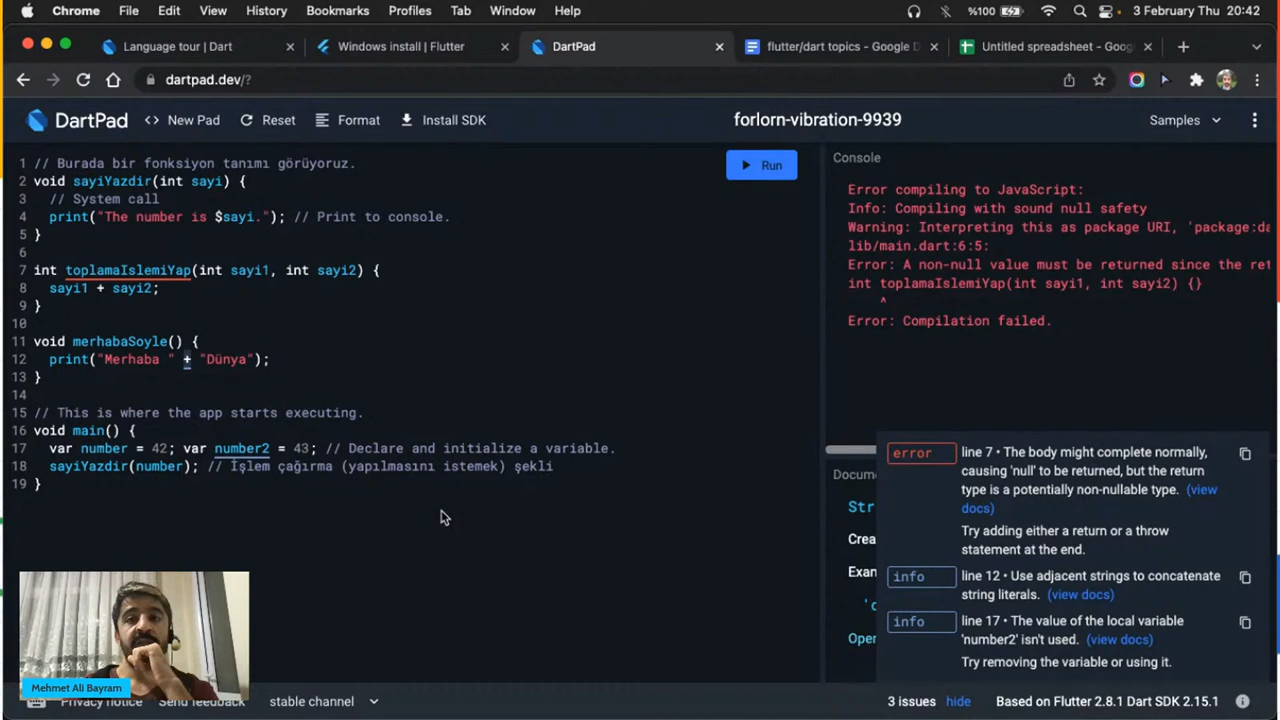 Chrome File Edit View History Bookmarks Profiles Tab Window Help %100 3 February Thu 20:42
Language tour | Dart
Windows install | Flutter
DartPad
flutter/dart topics - Google D
Untitled spreadsheet - Goog
dartpad.dev/?
DartPad <> New Pad Reset Format Install SDK forlorn-vibration-9939 Samples
1 // Burada bir fonksiyon tanımı görüyoruz.
2 void sayiYazdir(int sayi) {
3 // System call
4 print("The number is $sayi."); // Print to console.
5 }
6
7 int toplamaIslemiYap(int sayi1, int sayi2) {
8 sayi1 + sayi2;
9 }
10
11 void merhabaSoyle() {
12 print("Merhaba " + "Dünya");
13 }
14
15 // This is where the app starts executing.
16 void main() {
17 var number = 42; var number2 = 43; // Declare and initialize a variable.
18 sayiYazdir(number); // İşlem çağırma (yapılmasını istemek) şekli
19 }
Run
Console
Error compiling to JavaScript:
Info: Compiling with sound null safety
Warning: Interpreting this as package URI, 'package:da
lib/main.dart:6:5:
Error: A non-null value must be returned since the ret
int toplamaIslemiYap(int sayi1, int sayi2) {}
^
Error: Compilation failed.
Docume
Str
Crea
Exam
'c
Oper
error line 7 • The body might complete normally,
causing 'null' to be returned, but the return
type is a potentially non-nullable type. (view
docs)
Try adding either a return or a throw
statement at the end.
info line 12 • Use adjacent strings to concatenate
string literals. (view docs)
info line 17 • The value of the local variable
'number2' isn't used. (view docs)
Try removing the variable or using it.
Mehmet Ali Bayram
Privacy notice Send feedback stable channel 3 issues hide Based on Flutter 2.8.1 Dart SDK 2.15.1